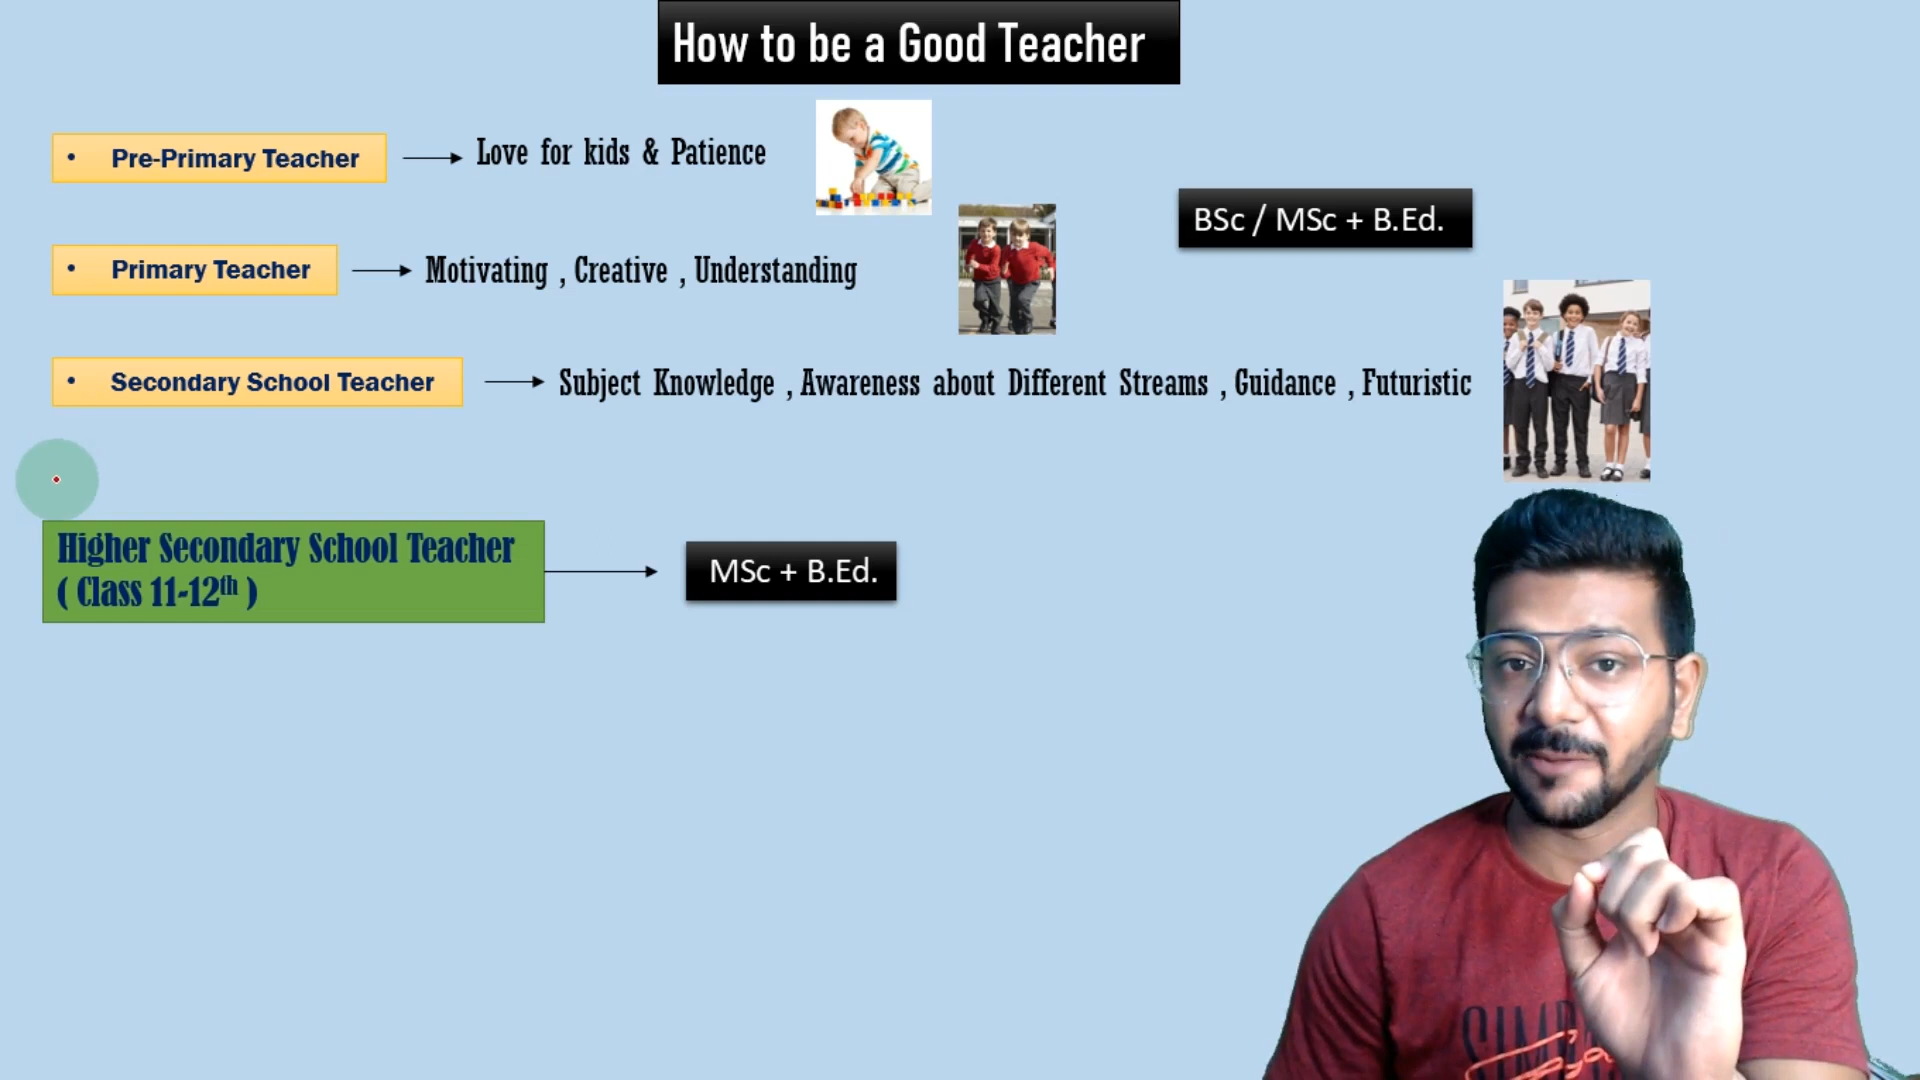 How to be a Good Teacher
• Pre-Primary Teacher
Love for kids & Patience
BSc / MSc + B.Ed.
• Primary Teacher
Motivating , Creative , Understanding
• Secondary School Teacher
Subject Knowledge , Awareness about Different Streams , Guidance , Futuristic
Higher Secondary School Teacher
( Class 11-12th )
MSc + B.Ed.